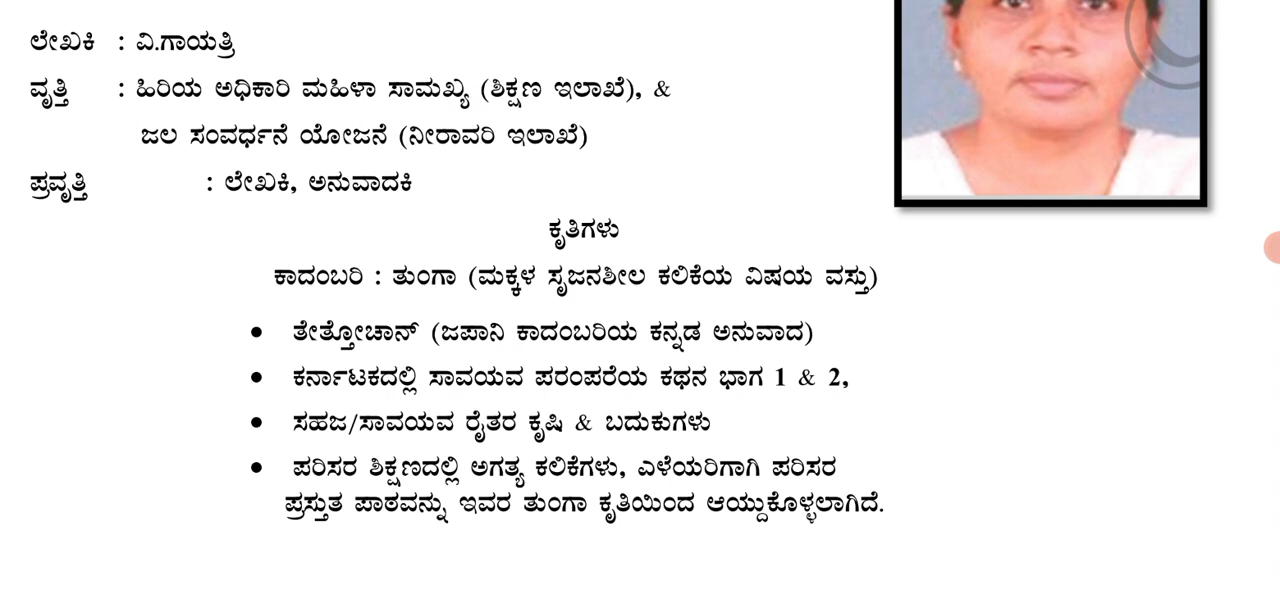 ಲೇಖಕಿ : ವಿ.ಗಾಯತ್ರಿ
ವೃತ್ತಿ : ಹಿರಿಯ ಅಧಿಕಾರಿ ಮಹಿಳಾ ಸಾಮಖ್ಯ (ಶಿಕ್ಷಣ ಇಲಾಖೆ), &
ಜಲ ಸಂವರ್ಧನೆ ಯೋಜನೆ (ನೀರಾವರಿ ಇಲಾಖೆ)
ಪ್ರವೃತ್ತಿ : ಲೇಖಕಿ, ಅನುವಾದಕಿ
ಕೃತಿಗಳು
ಕಾದಂಬರಿ : ತುಂಗಾ (ಮಕ್ಕಳ ಸೃಜನಶೀಲ ಕಲಿಕೆಯ ವಿಷಯ ವಸ್ತು)
• ತೇತ್ತೋಚಾನ್ (ಜಪಾನಿ ಕಾದಂಬರಿಯ ಕನ್ನಡ ಅನುವಾದ)
• ಕರ್ನಾಟಕದಲ್ಲಿ ಸಾವಯವ ಪರಂಪರೆಯ ಕಥನ ಭಾಗ 1 & 2,
• ಸಹಜ/ಸಾವಯವ ರೈತರ ಕೃಷಿ & ಬದುಕುಗಳು
• ಪರಿಸರ ಶಿಕ್ಷಣದಲ್ಲಿ ಅಗತ್ಯ ಕಲಿಕೆಗಳು, ಎಳೆಯರಿಗಾಗಿ ಪರಿಸರ
ಪ್ರಸ್ತುತ ಪಾಠವನ್ನು ಇವರ ತುಂಗಾ ಕೃತಿಯಿಂದ ಆಯ್ದುಕೊಳ್ಳಲಾಗಿದೆ.